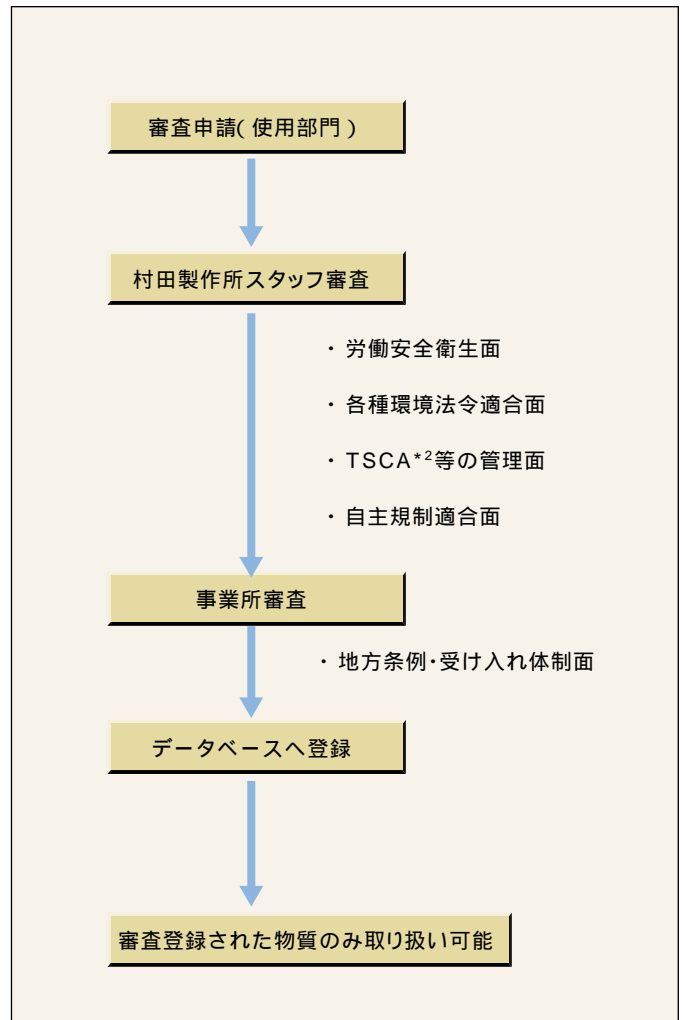 審査申請(使用部門)
村田製作所スタッフ審査
・労働安全衛生面
・各種環境法令適合面
・TSCA*2等の管理面
・自主規制適合面
事業所審査
・地方条例・受け入れ体制面
データベースへ登録
審査登録された物質のみ取り扱い可能